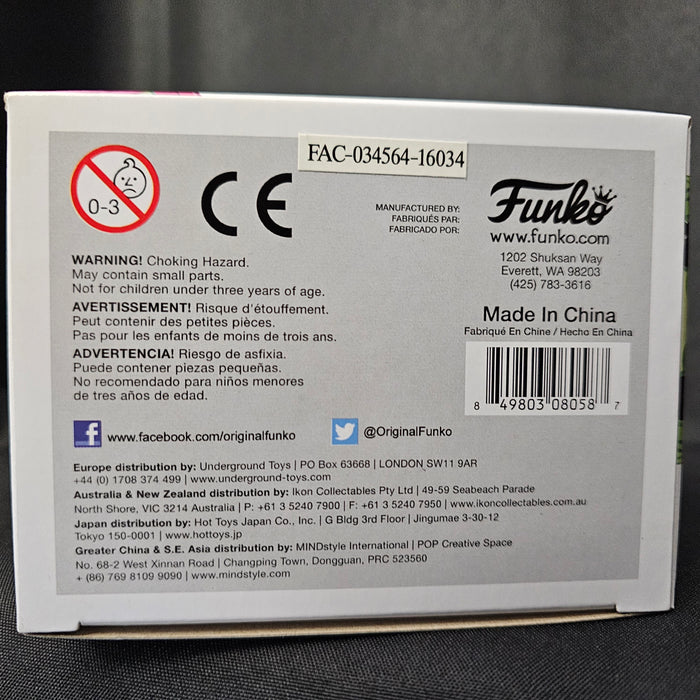 FAC-034564-16034
0-3
CE
MANUFACTURED BY:
FABRIQUÉS PAR:
FABRICADO POR:
Funko
www.funko.com
1202 Shuksan Way
Everett, WA 98203
(425) 783-3616
WARNING! Choking Hazard.
May contain small parts.
Not for children under three years of age.
AVERTISSEMENT! Risque d'étouffement.
Peut contenir des petites pièces.
Pas pour les enfants de moins de trois ans.
ADVERTENCIA! Riesgo de asfixia.
Puede contener piezas pequeñas.
No recomendado para niños menores
de tres años de edad.
Made In China
Fabriqué En Chine / Hecho En China
8 49803 08058 7
f www.facebook.com/originalfunko
@OriginalFunko
Europe distribution by: Underground Toys | PO Box 63668 | LONDON SW11 9AR
+44 (0) 1708 374 499 | www.underground-toys.com
Australia & New Zealand distribution by: Ikon Collectables Pty Ltd | 49-59 Seabeach Parade
North Shore, VIC 3214 Australia | P: +61 3 5240 7900 | F: +61 3 5240 7950 | www.ikoncollectables.com.au
Japan distribution by: Hot Toys Japan Co., Inc. | G Bldg 3rd Floor | Jingumae 3-30-12
Tokyo 150-0001 | www.hottoys.jp
Greater China & S.E. Asia distribution by: MINDstyle International | POP Creative Space
No. 68-2 West Xinnan Road | Changping Town, Dongguan, PRC 523560
+ (86) 769 8109 9090 | www.mindstyle.com